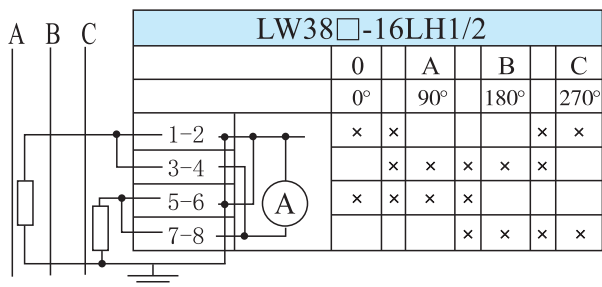 A B C
LW38□-16LH1/2
0 A B C
0° 90° 180° 270°
1-2 × × × ×
3-4 × × × × ×
5-6 A × × × ×
7-8 × × × ×